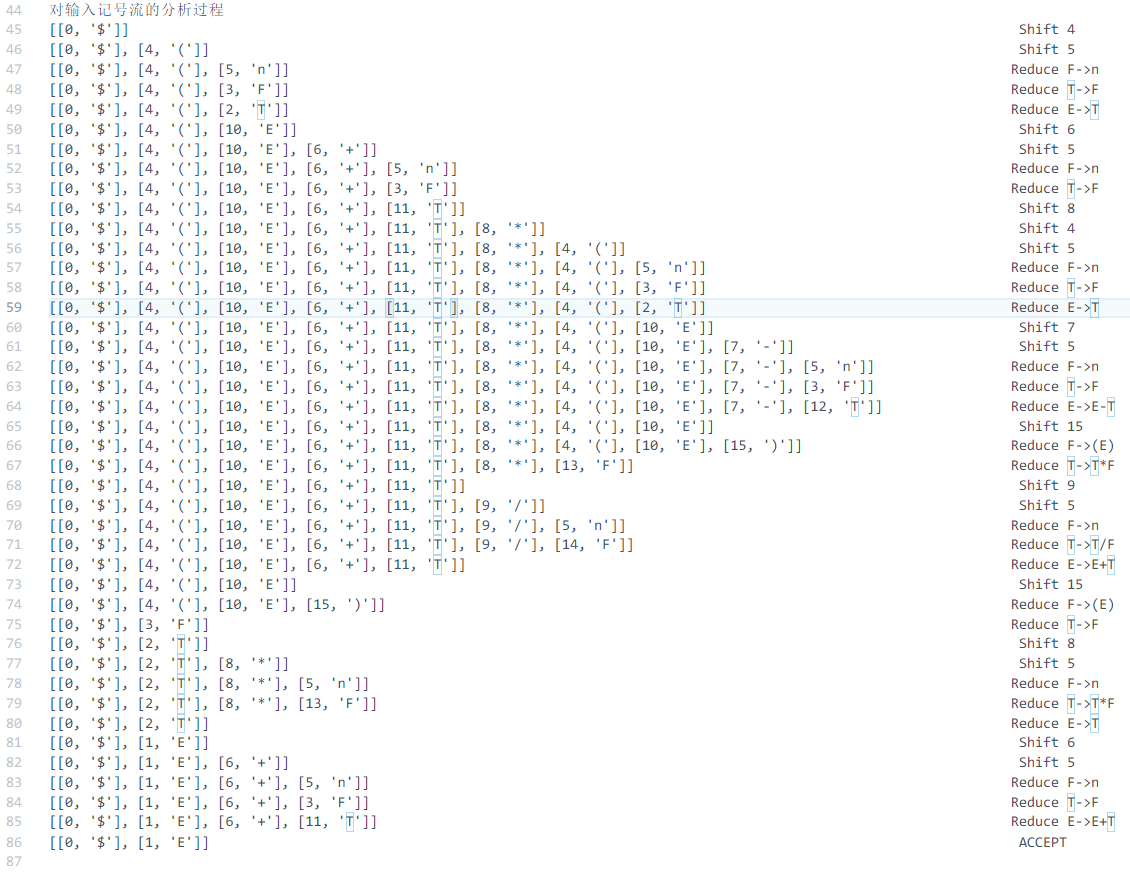 44 对输入记号流的分析过程
45 [[0, '$']] Shift 4
46 [[0, '$'], [4, '(']] Shift 5
47 [[0, '$'], [4, '('], [5, 'n']] Reduce F->n
48 [[0, '$'], [4, '('], [3, 'F']] Reduce T->F
49 [[0, '$'], [4, '('], [2, 'T']] Reduce E->T
50 [[0, '$'], [4, '('], [10, 'E']] Shift 6
51 [[0, '$'], [4, '('], [10, 'E'], [6, '+']] Shift 5
52 [[0, '$'], [4, '('], [10, 'E'], [6, '+'], [5, 'n']] Reduce F->n
53 [[0, '$'], [4, '('], [10, 'E'], [6, '+'], [3, 'F']] Reduce T->F
54 [[0, '$'], [4, '('], [10, 'E'], [6, '+'], [11, 'T']] Shift 8
55 [[0, '$'], [4, '('], [10, 'E'], [6, '+'], [11, 'T'], [8, '*']] Shift 4
56 [[0, '$'], [4, '('], [10, 'E'], [6, '+'], [11, 'T'], [8, '*'], [4, '(']] Shift 5
57 [[0, '$'], [4, '('], [10, 'E'], [6, '+'], [11, 'T'], [8, '*'], [4, '('], [5, 'n']] Reduce F->n
58 [[0, '$'], [4, '('], [10, 'E'], [6, '+'], [11, 'T'], [8, '*'], [4, '('], [3, 'F']] Reduce T->F
59 [[0, '$'], [4, '('], [10, 'E'], [6, '+'], [11, 'T'], [8, '*'], [4, '('], [2, 'T']] Reduce E->T
60 [[0, '$'], [4, '('], [10, 'E'], [6, '+'], [11, 'T'], [8, '*'], [4, '('], [10, 'E']] Shift 7
61 [[0, '$'], [4, '('], [10, 'E'], [6, '+'], [11, 'T'], [8, '*'], [4, '('], [10, 'E'], [7, '-']] Shift 5
62 [[0, '$'], [4, '('], [10, 'E'], [6, '+'], [11, 'T'], [8, '*'], [4, '('], [10, 'E'], [7, '-'], [5, 'n']] Reduce F->n
63 [[0, '$'], [4, '('], [10, 'E'], [6, '+'], [11, 'T'], [8, '*'], [4, '('], [10, 'E'], [7, '-'], [3, 'F']] Reduce T->F
64 [[0, '$'], [4, '('], [10, 'E'], [6, '+'], [11, 'T'], [8, '*'], [4, '('], [10, 'E'], [7, '-'], [12, 'T']] Reduce E->E-T
65 [[0, '$'], [4, '('], [10, 'E'], [6, '+'], [11, 'T'], [8, '*'], [4, '('], [10, 'E']] Shift 15
66 [[0, '$'], [4, '('], [10, 'E'], [6, '+'], [11, 'T'], [8, '*'], [4, '('], [10, 'E'], [15, ')']] Reduce F->(E)
67 [[0, '$'], [4, '('], [10, 'E'], [6, '+'], [11, 'T'], [8, '*'], [13, 'F']] Reduce T->T*F
68 [[0, '$'], [4, '('], [10, 'E'], [6, '+'], [11, 'T']] Shift 9
69 [[0, '$'], [4, '('], [10, 'E'], [6, '+'], [11, 'T'], [9, '/']] Shift 5
70 [[0, '$'], [4, '('], [10, 'E'], [6, '+'], [11, 'T'], [9, '/'], [5, 'n']] Reduce F->n
71 [[0, '$'], [4, '('], [10, 'E'], [6, '+'], [11, 'T'], [9, '/'], [14, 'F']] Reduce T->T/F
72 [[0, '$'], [4, '('], [10, 'E'], [6, '+'], [11, 'T']] Reduce E->E+T
73 [[0, '$'], [4, '('], [10, 'E']] Shift 15
74 [[0, '$'], [4, '('], [10, 'E'], [15, ')']] Reduce F->(E)
75 [[0, '$'], [3, 'F']] Reduce T->F
76 [[0, '$'], [2, 'T']] Shift 8
77 [[0, '$'], [2, 'T'], [8, '*']] Shift 5
78 [[0, '$'], [2, 'T'], [8, '*'], [5, 'n']] Reduce F->n
79 [[0, '$'], [2, 'T'], [8, '*'], [13, 'F']] Reduce T->T*F
80 [[0, '$'], [2, 'T']] Reduce E->T
81 [[0, '$'], [1, 'E']] Shift 6
82 [[0, '$'], [1, 'E'], [6, '+']] Shift 5
83 [[0, '$'], [1, 'E'], [6, '+'], [5, 'n']] Reduce F->n
84 [[0, '$'], [1, 'E'], [6, '+'], [3, 'F']] Reduce T->F
85 [[0, '$'], [1, 'E'], [6, '+'], [11, 'T']] Reduce E->E+T
86 [[0, '$'], [1, 'E']] ACCEPT
87